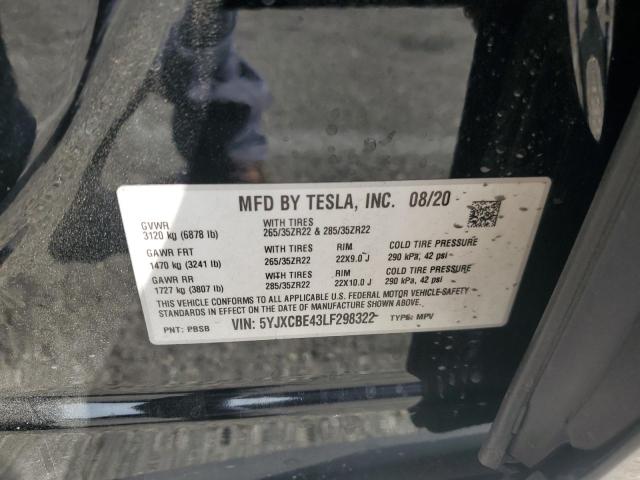 MFD BY TESLA, INC. 08/20
GVWR
3120 kg (6878 lb)
WITH TIRES
265/35ZR22 & 285/35ZR22
GAWR FRT
1470 kg (3241 lb)
WITH TIRES
265/35ZR22
RIM
22X9.0 J
COLD TIRE PRESSURE
290 kPa, 42 psi
GAWR RR
1727 kg (3807 lb)
WITH TIRES
285/35ZR22
RIM
22X10.0 J
COLD TIRE PRESSURE
290 kPa, 42 psi
THIS VEHICLE CONFORMS TO ALL APPLICABLE U.S. FEDERAL MOTOR VEHICLE-SAFETY
STANDARDS IN EFFECT ON THE DATE OF MANUFACTURE SHOWN ABOVE.
PNT: PBSB VIN: 5YJXCBE43LF298322 TYPE: MPV